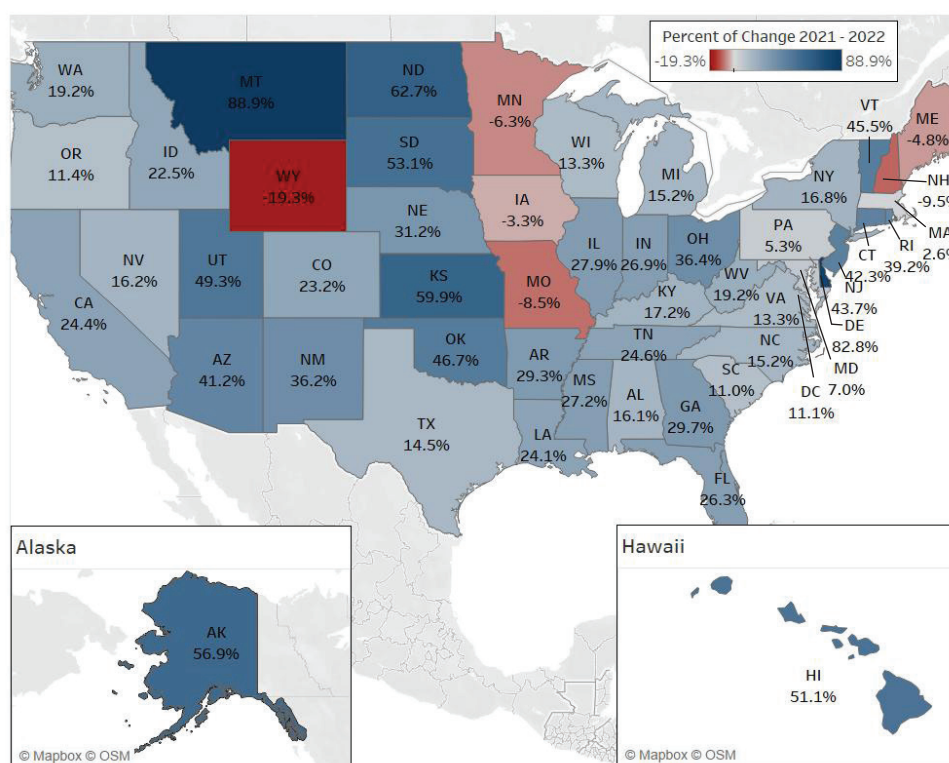 Percent of Change 2021 - 2022
-19.3% 88.9%
WA
19.2%
MT
88.9%
ND
62.7%
MN
-6.3%
VT
45.5%
ME
-4.8%
OR
11.4%
ID
22.5%
WY
-19.3%
SD
53.1%
WI
13.3%
MI
15.2%
NY
16.8%
NH
-9.5%
MA
2.6%
NE
31.2%
IA
-3.3%
PA
5.3%
RI
39.2%
CT
42.3%
NV
16.2%
UT
49.3%
CO
23.2%
KS
59.9%
MO
-8.5%
IL
27.9%
IN
26.9%
OH
36.4%
WV
19.2%
NJ
43.7%
CA
24.4%
KY
17.2%
VA
13.3%
DE
82.8%
AZ
41.2%
NM
36.2%
OK
46.7%
AR
29.3%
TN
24.6%
NC
15.2%
MD
7.0%
DC
11.1%
TX
14.5%
LA
24.1%
MS
27.2%
AL
16.1%
GA
29.7%
SC
11.0%
FL
26.3%
Alaska
AK
56.9%
© Mapbox © OSM
Hawaii
HI
51.1%
© Mapbox © OSM